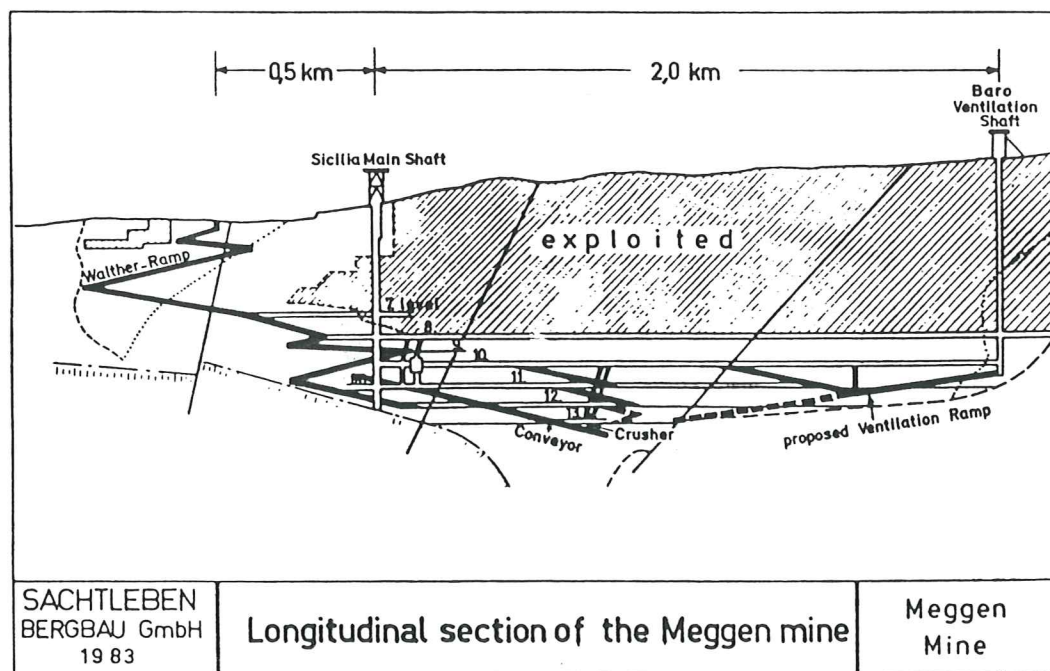 0,5 km
2,0 km
Baro
Ventilation
Shaft
Sicilia Main Shaft
exploited
Walther-Ramp
7. level
8.
9.
10.
11.
12.
13.
Conveyor
Crusher
proposed Ventilation Ramp
SACHTLEBEN
BERGBAU GmbH
1983
Longitudinal section of the Meggen mine
Meggen
Mine